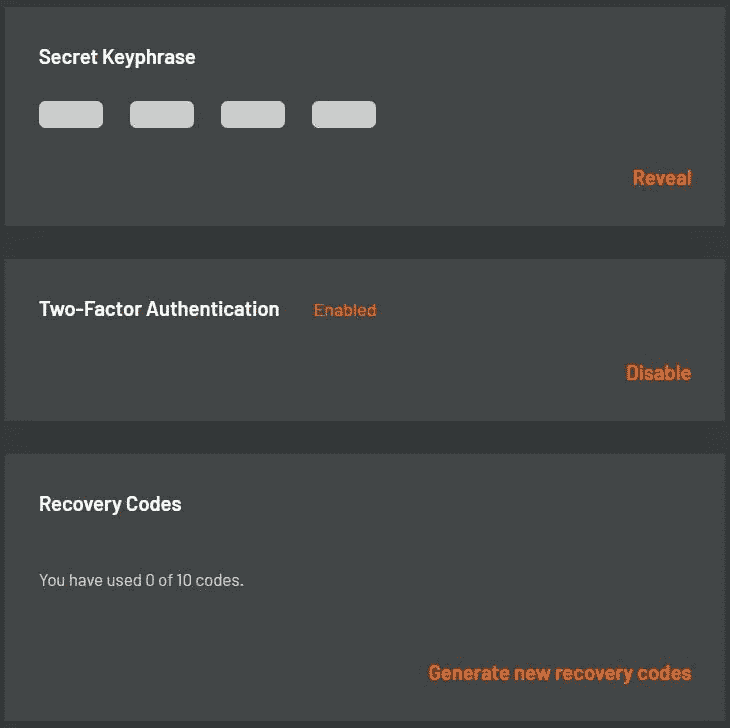 Secret Keyphrase
Reveal
Two-Factor Authentication Enabled
Disable
Recovery Codes
You have used 0 of 10 codes.
Generate new recovery codes